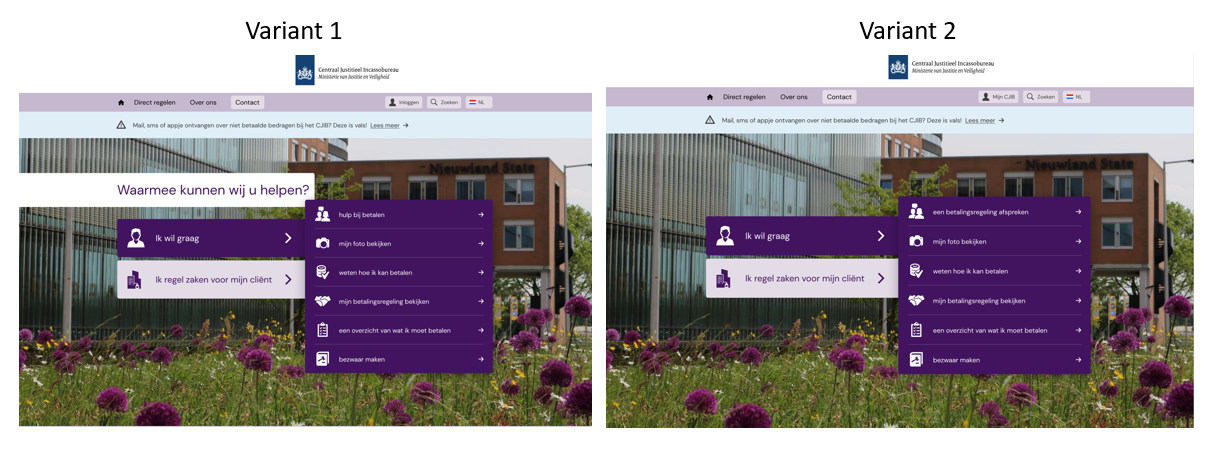 Variant 1
Centraal Justitieel Incassobureau
Ministerie van Justitie en Veiligheid
Direct regelen Over ons Contact Inloggen Zoeken NL
Mail, sms of appje ontvangen over niet betaalde bedragen bij het CJIB? Deze is vals! Lees meer
Nieuwland State
Waarmee kunnen wij u helpen?
Ik wil graag
Ik regel zaken voor mijn cliënt
hulp bij betalen
mijn foto bekijken
weten hoe ik kan betalen
mijn betalingsregeling bekijken
een overzicht van wat ik moet betalen
bezwaar maken
Variant 2
Centraal Justitieel Incassobureau
Ministerie van Justitie en Veiligheid
Direct regelen Over ons Contact Mijn CJIB Zoeken NL
Mail, sms of appje ontvangen over niet betaalde bedragen bij het CJIB? Deze is vals! Lees meer
Nieuwland State
Ik wil graag
Ik regel zaken voor mijn cliënt
een betalingsregeling afspreken
mijn foto bekijken
weten hoe ik kan betalen
mijn betalingsregeling bekijken
een overzicht van wat ik moet betalen
bezwaar maken